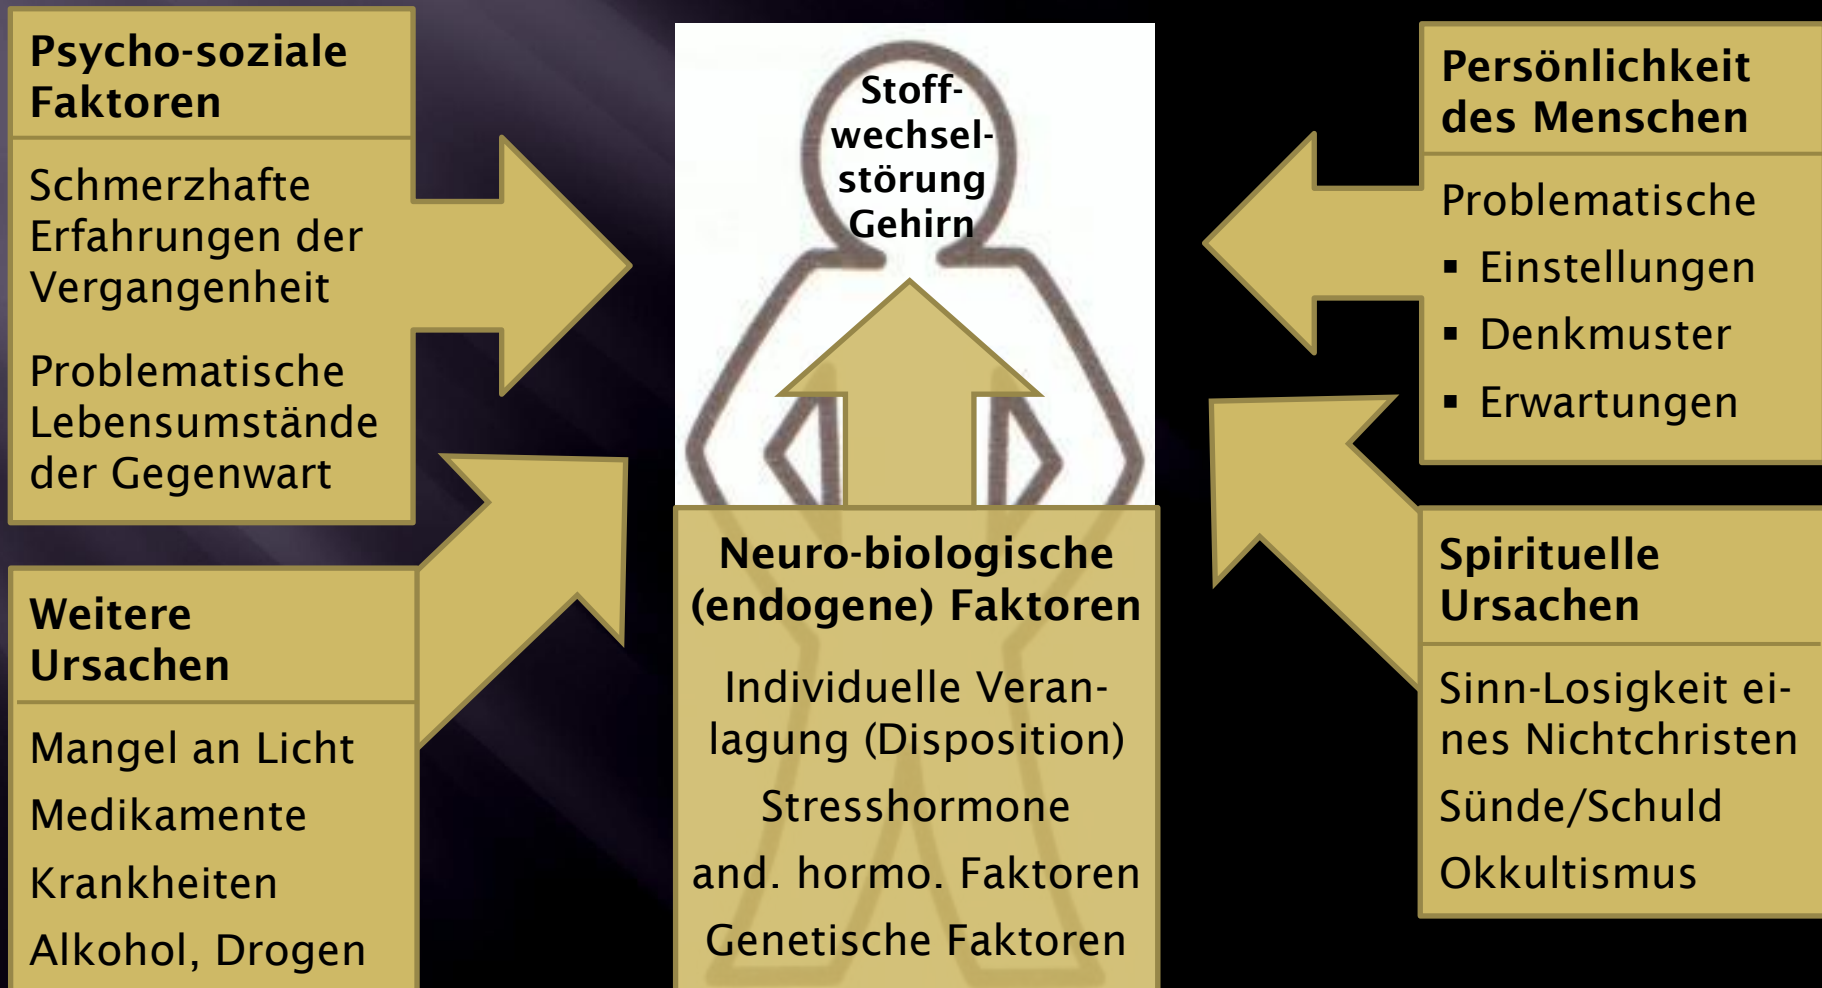 Psycho-soziale
Faktoren
Schmerzhafte
Erfahrungen der
Vergangenheit
Problematische
Lebensumstände
der Gegenwart
Weitere
Ursachen
Mangel an Licht
Medikamente
Krankheiten
Alkohol, Drogen
Stoff-
wechsel-
störung
Gehirn
Neuro-biologische
(endogene) Faktoren
Individuelle Veran-
lagung (Disposition)
Stresshormone
and. hormo. Faktoren
Genetische Faktoren
Persönlichkeit
des Menschen
Problematische
▪ Einstellungen
▪ Denkmuster
▪ Erwartungen
Spirituelle
Ursachen
Sinn-Losigkeit ei-
nes Nichtchristen
Sünde/Schuld
Okkultismus